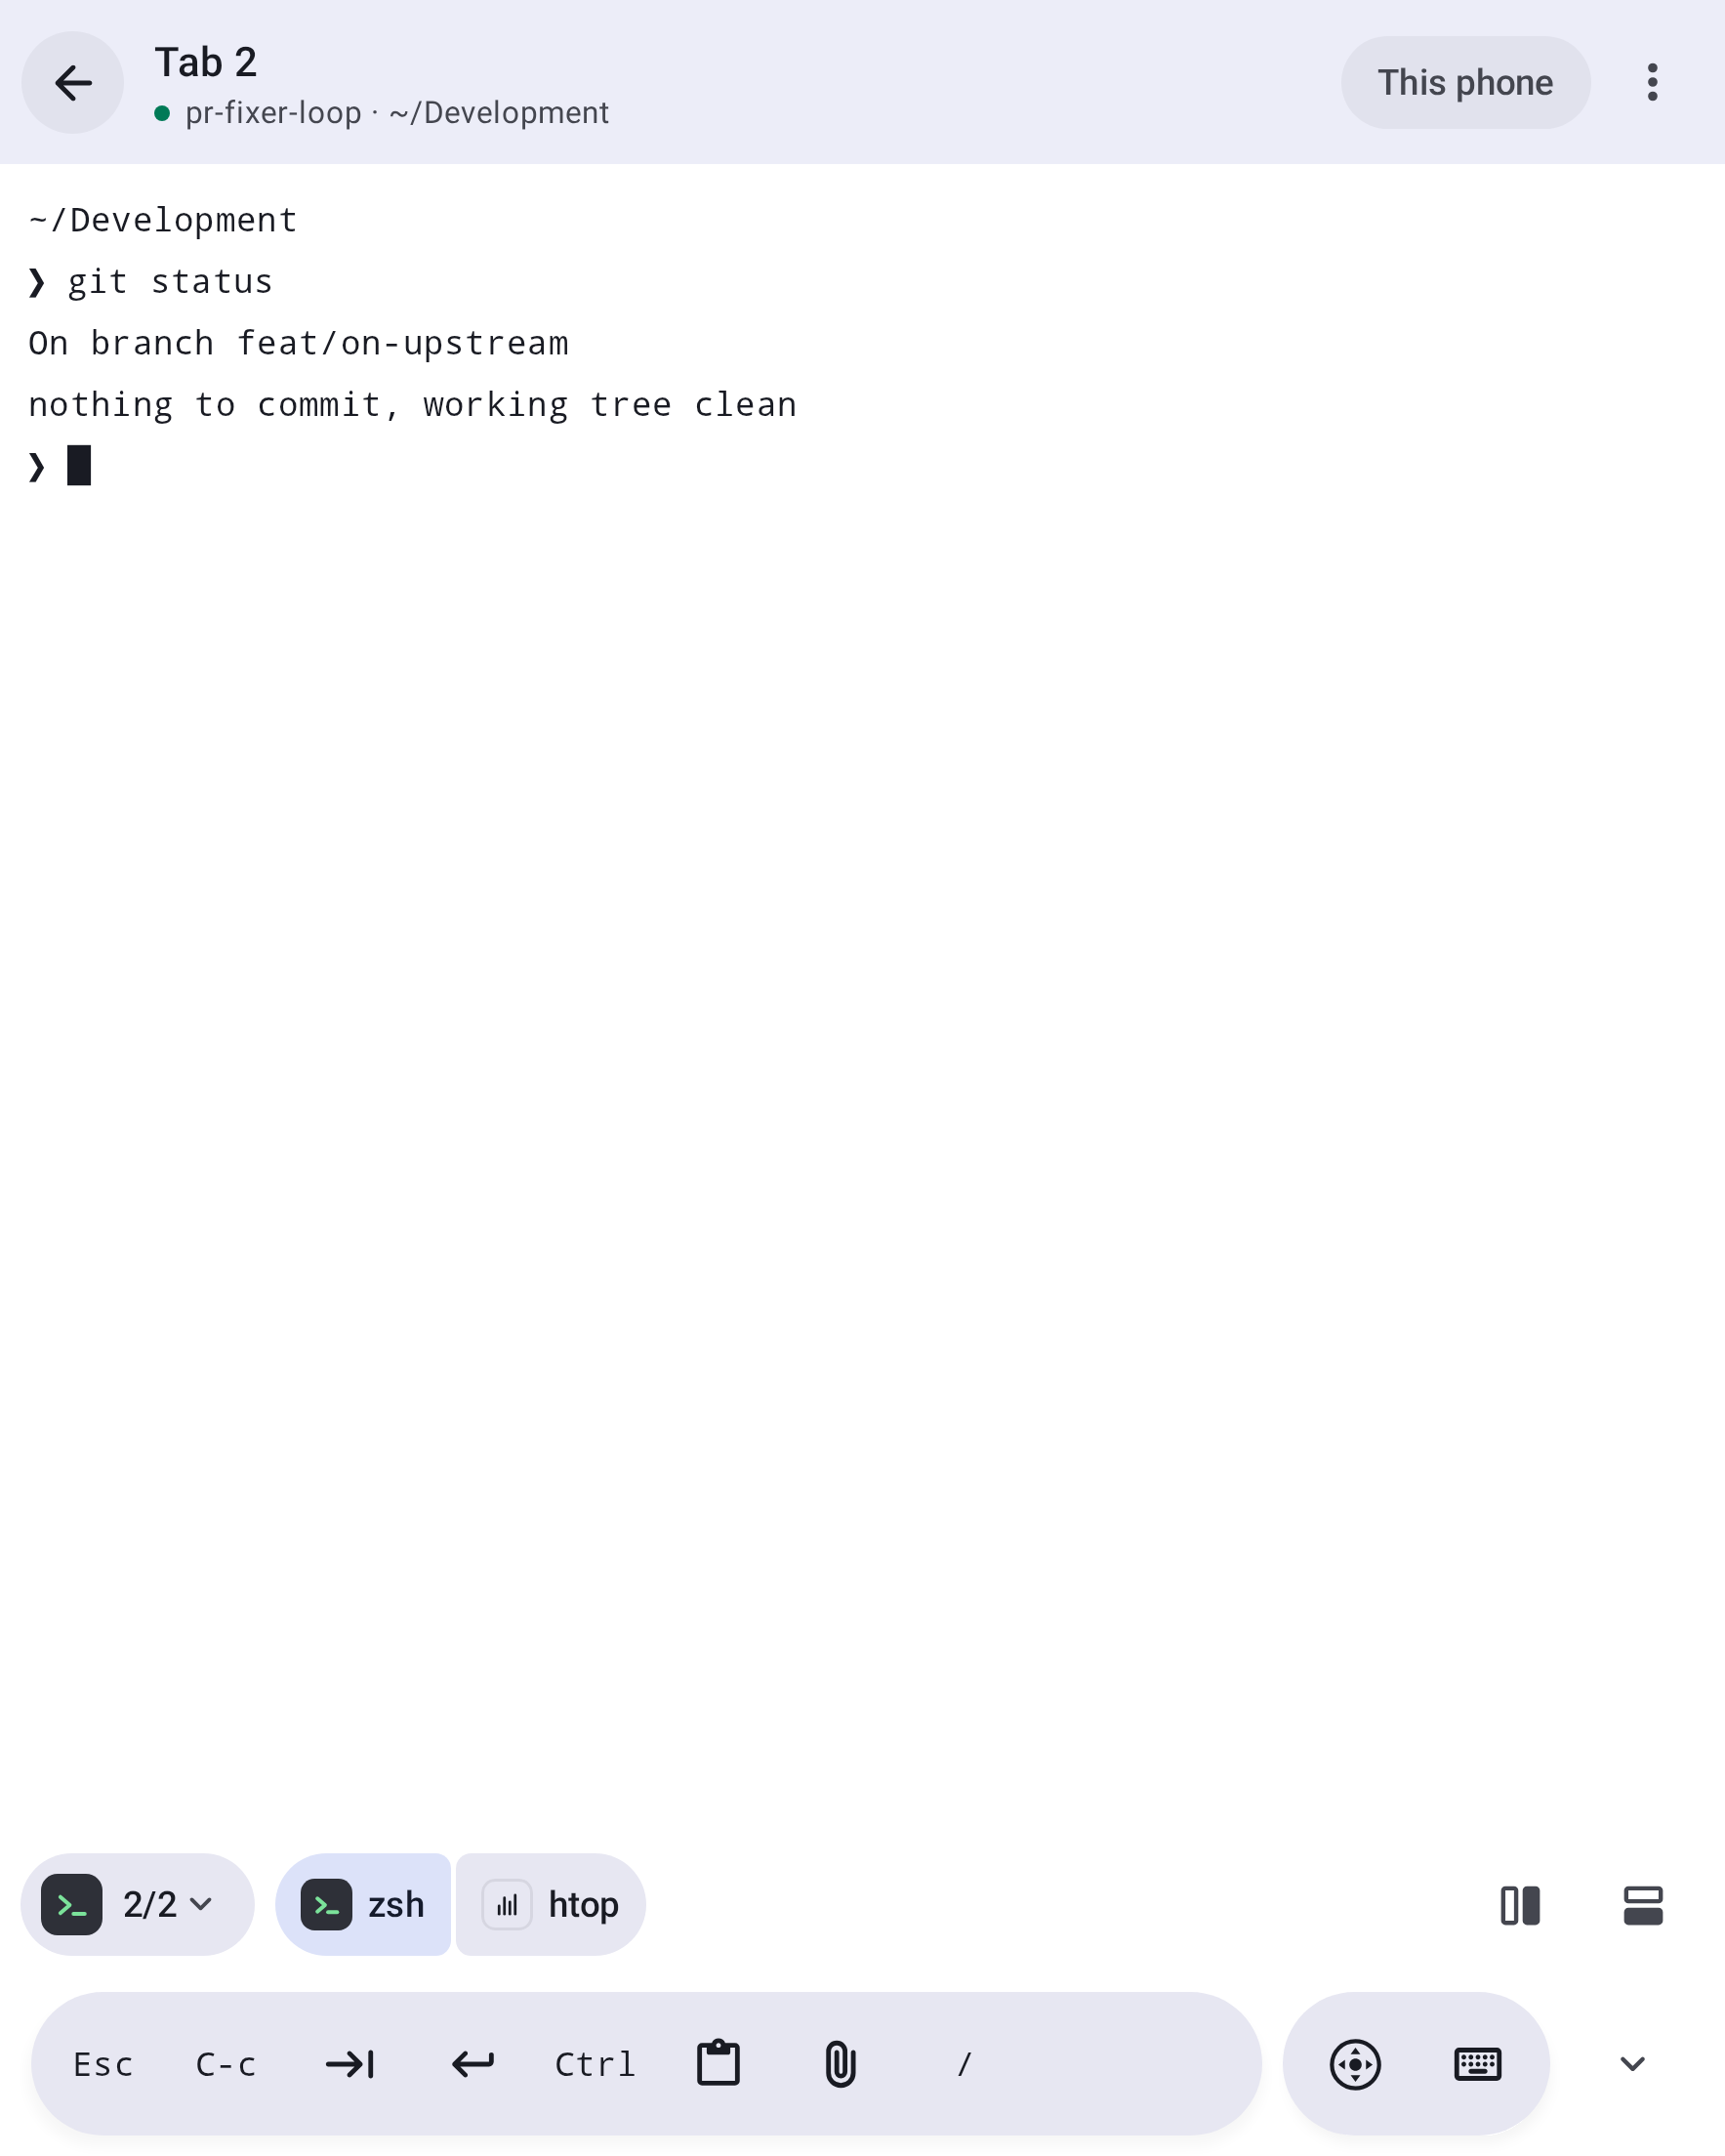 Tab 2
pr-fixer-loop · ~/Development
This phone
~/Development
❯ git status
On branch feat/on-upstream
nothing to commit, working tree clean
❯
2/2
zsh
htop
Esc C-c Ctrl /